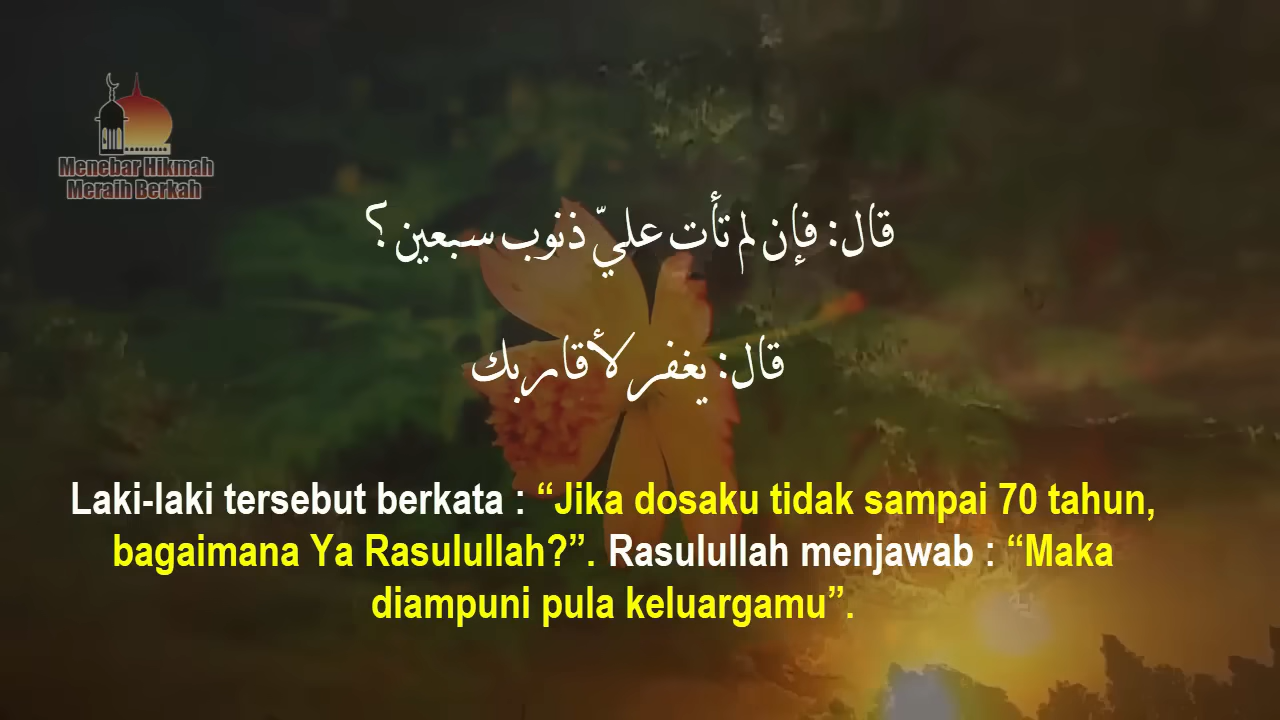 Menebar Hikmah
Meraih Berkah
قال: فإن لم تأت عليّ ذنوب سبعين؟
قال: يغفر لأقاربك
Laki-laki tersebut berkata : “Jika dosaku tidak sampai 70 tahun,
bagaimana Ya Rasulullah?”. Rasulullah menjawab : “Maka
diampuni pula keluargamu”.